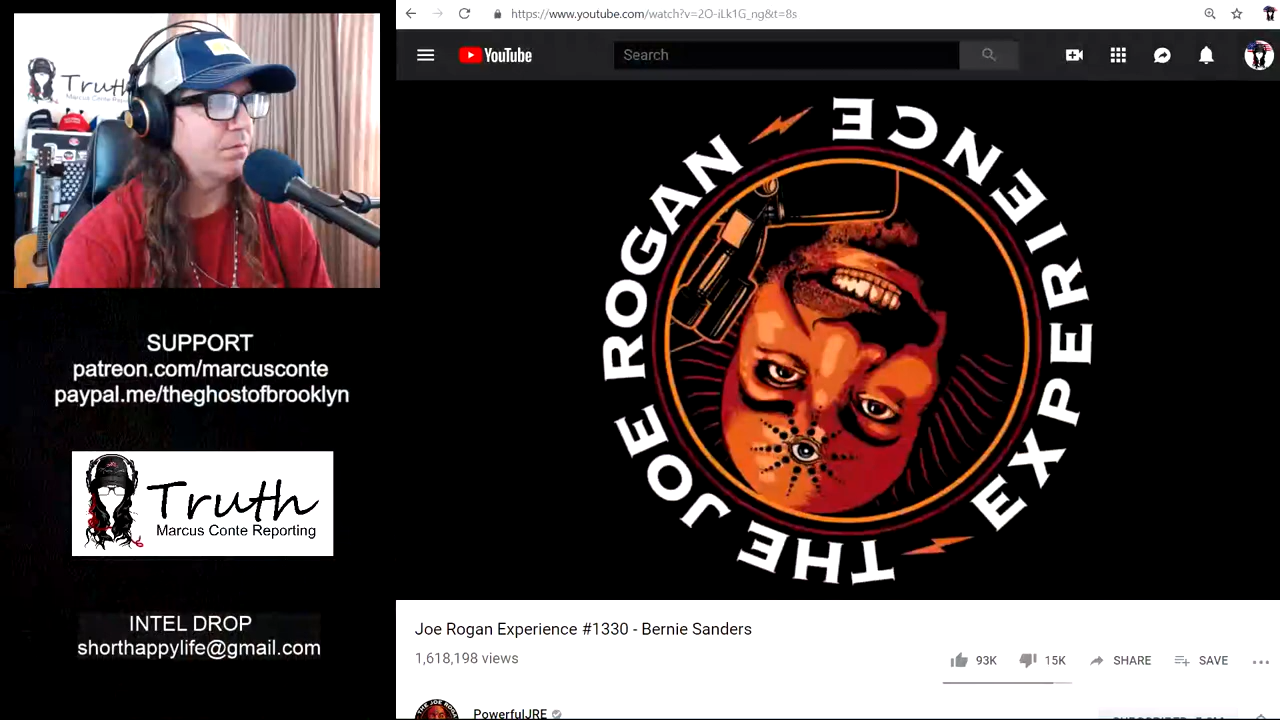 Truth
Marcus Conte Reporting
SUPPORT
patreon.com/marcusconte
paypal.me/theghostofbrooklyn
Truth
Marcus Conte Reporting
INTEL DROP
shorthappylife@gmail.com
https://www.youtube.com/watch?v=2O-iLk1G_ng&t=8s
YouTube
Search
THE JOE ROGAN EXPERIENCE
Joe Rogan Experience #1330 - Bernie Sanders
1,618,198 views
93K
15K
SHARE
SAVE
PowerfulJRE